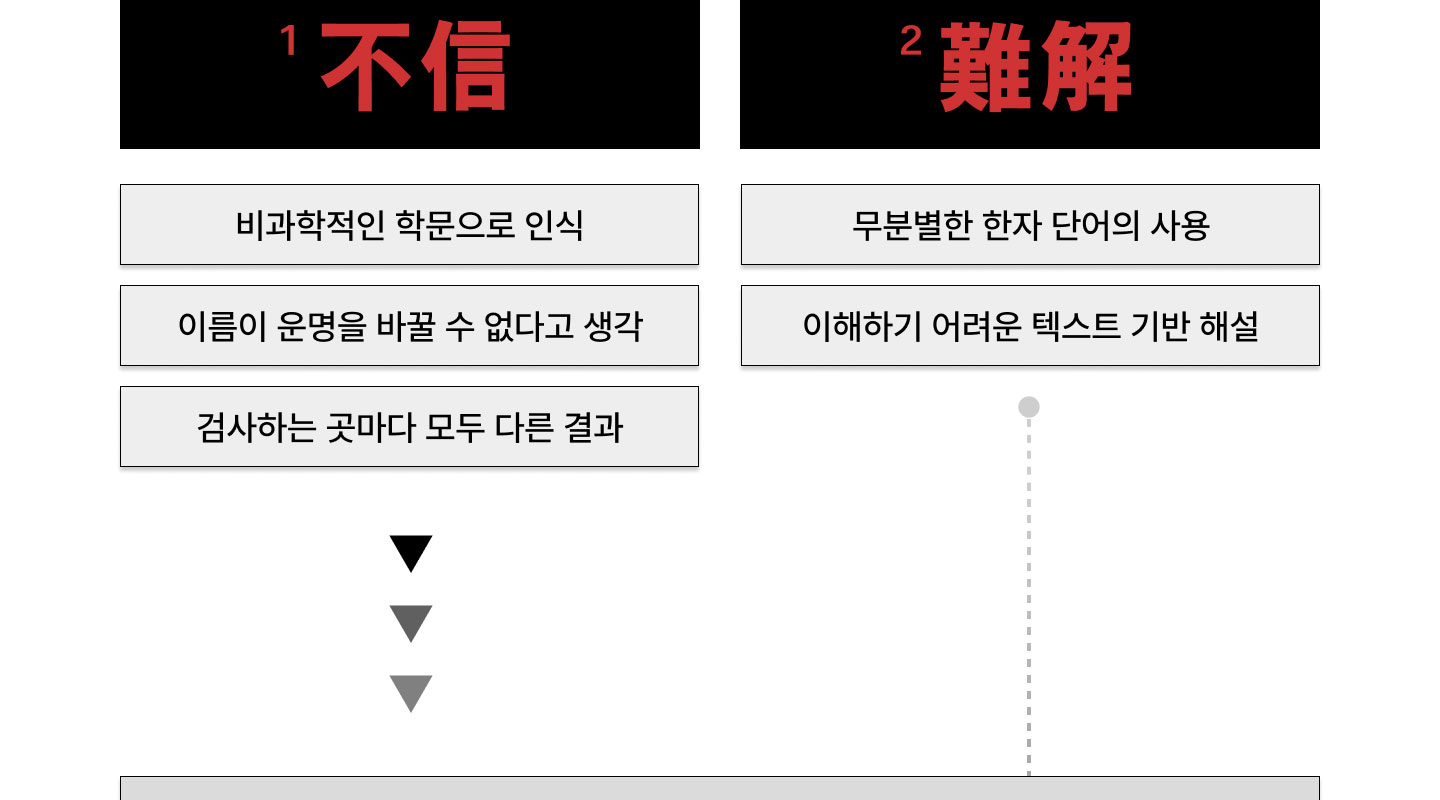 1 不信
비과학적인 학문으로 인식
이름이 운명을 바꿀 수 없다고 생각
검사하는 곳마다 모두 다른 결과
2 難解
무분별한 한자 단어의 사용
이해하기 어려운 텍스트 기반 해설